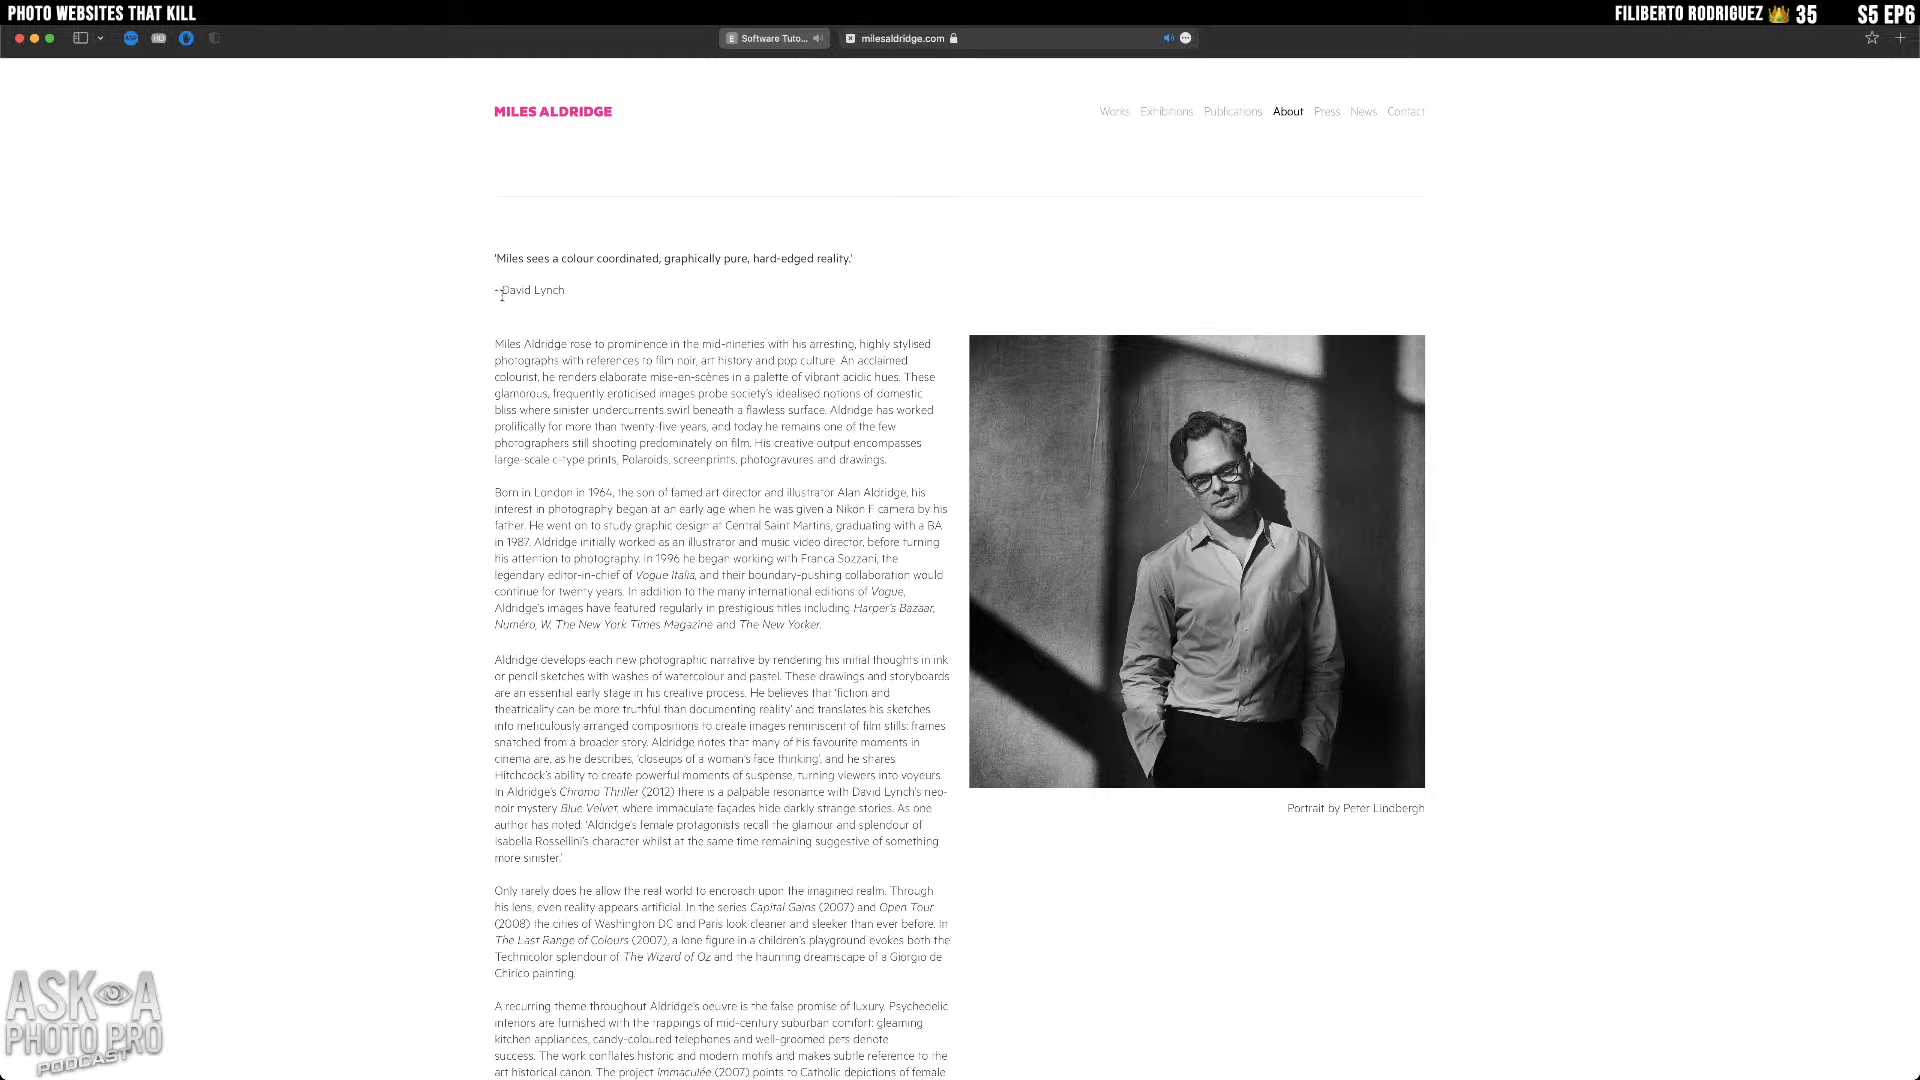 PHOTO WEBSITES THAT KILL
FILIBERTO RODRIGUEZ 👑 35 S5 EP6
ABP HD Software Tuto... milesaldridge.com
MILES ALDRIDGE
Works Exhibitions Publications About Press News Contact
'Miles sees a colour coordinated, graphically pure, hard-edged reality.'
--David Lynch
Miles Aldridge rose to prominence in the mid-nineties with his arresting, highly stylised
photographs with references to film noir, art history and pop culture. An acclaimed
colourist, he renders elaborate mise-en-scènes in a palette of vibrant acidic hues. These
glamorous, frequently eroticised images probe society's idealised notions of domestic
bliss where sinister undercurrents swirl beneath a flawless surface. Aldridge has worked
prolifically for more than twenty-five years, and today he remains one of the few
photographers still shooting predominately on film. His creative output encompasses
large-scale c-type prints, Polaroids, screenprints, photogravures and drawings.
Born in London in 1964, the son of famed art director and illustrator Alan Aldridge, his
interest in photography began at an early age when he was given a Nikon F camera by his
father. He went on to study graphic design at Central Saint Martins, graduating with a BA
in 1987. Aldridge initially worked as an illustrator and music video director, before turning
his attention to photography. In 1996 he began working with Franca Sozzani, the
legendary editor-in-chief of Vogue Italia, and their boundary-pushing collaboration would
continue for twenty years. In addition to the many international editions of Vogue,
Aldridge's images have featured regularly in prestigious titles including Harper's Bazaar,
Numéro, W, The New York Times Magazine and The New Yorker.
Aldridge develops each new photographic narrative by rendering his initial thoughts in ink
or pencil sketches with washes of watercolour and pastel. These drawings and storyboards
are an essential early stage in his creative process. He believes that 'fiction and
theatricality can be more truthful than documenting reality' and translates his sketches
into meticulously arranged compositions to create images reminiscent of film stills: frames
snatched from a broader story. Aldridge notes that many of his favourite moments in
cinema are, as he describes, 'closeups of a woman's face thinking', and he shares
Hitchcock's ability to create powerful moments of suspense, turning viewers into voyeurs.
In Aldridge's Chromo Thriller (2012) there is a palpable resonance with David Lynch's neo-
noir mystery Blue Velvet, where immaculate façades hide darkly strange stories. As one
author has noted: 'Aldridge's female protagonists recall the glamour and splendour of
Isabella Rossellini's character whilst at the same time remaining suggestive of something
more sinister.'
Only rarely does he allow the real world to encroach upon the imagined realm. Through
his lens, even reality appears artificial. In the series Capital Gains (2007) and Open Tour
(2008) the cities of Washington DC and Paris look cleaner and sleeker than ever before. In
The Last Range of Colours (2007), a lone figure in a children's playground evokes both the
Technicolor splendour of The Wizard of Oz and the haunting dreamscape of a Giorgio de
Chirico painting.
A recurring theme throughout Aldridge's oeuvre is the false promise of luxury. Psychedelic
interiors are furnished with the trappings of mid-century suburban comfort: gleaming
kitchen appliances, candy-coloured telephones and well-groomed pets denote
success. The work conflates historic and modern motifs and makes subtle reference to the
art historical canon. The project Immaculée (2007) points to Catholic depictions of female
Portrait by Peter Lindbergh
ASK A
PHOTO PRO
PODCAST